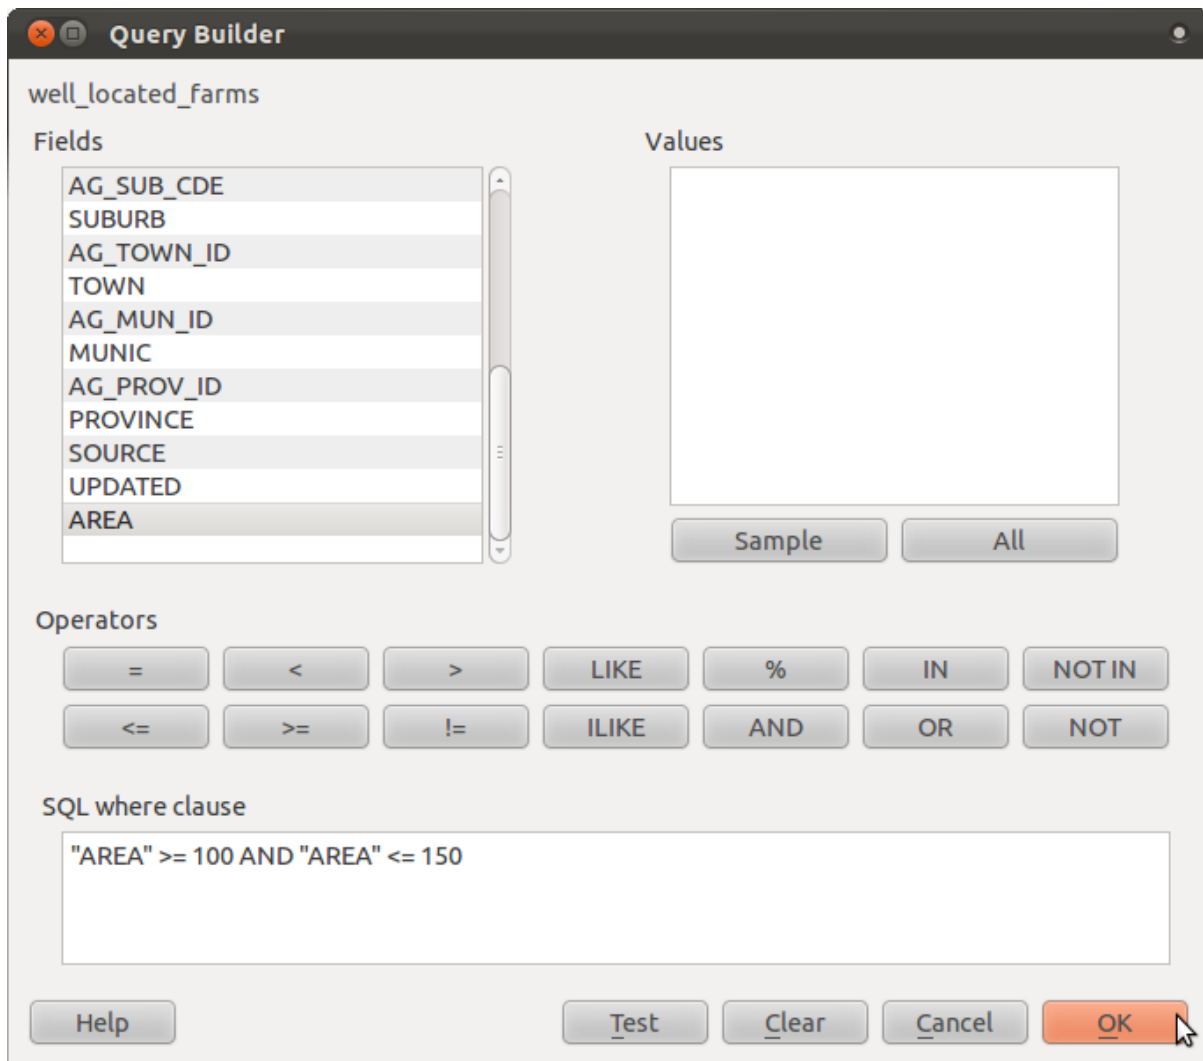 Query Builder
well_located_farms
Fields
Values
AG_SUB_CDE
SUBURB
AG_TOWN_ID
TOWN
AG_MUN_ID
MUNIC
AG_PROV_ID
PROVINCE
SOURCE
UPDATED
AREA
Sample All
Operators
= < > LIKE % IN NOT IN
<= >= != ILIKE AND OR NOT
SQL where clause
"AREA" >= 100 AND "AREA" <= 150
Help Test Clear Cancel OK